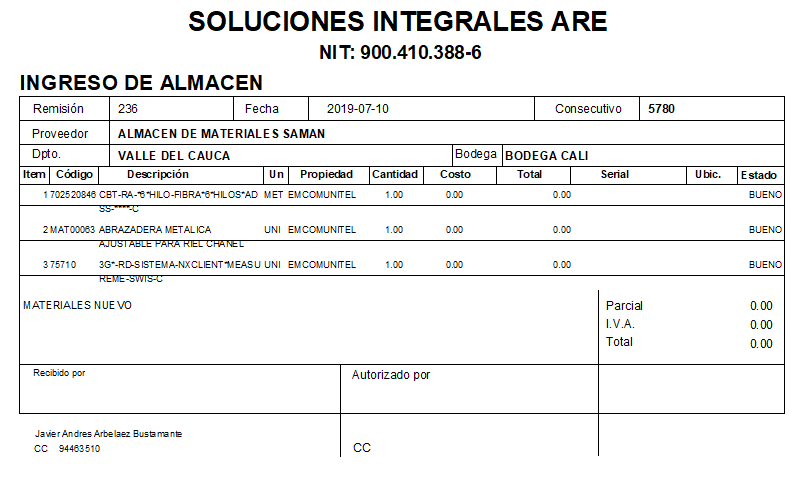 SOLUCIONES INTEGRALES ARE
NIT: 900.410.388-6
INGRESO DE ALMACEN
Remisión 236 Fecha 2019-07-10 Consecutivo 5780
Proveedor ALMACEN DE MATERIALES SAMAN
Dpto. VALLE DEL CAUCA Bodega BODEGA CALI
Item Código Descripción Un Propiedad Cantidad Costo Total Serial Ubic. Estado
1 702520846 CBT-RA-*6*HILO-FIBRA*6*HILOS*AD MET EMCOMUNITEL 1.00 0.00 0.00 BUENO
SS-****-C
2 MAT00063 ABRAZADERA METALICA UNI EMCOMUNITEL 1.00 0.00 0.00 BUENO
AJUSTABLE PARA RIEL CHANEL
3 75710 3G*-RD-SISTEMA-NXCLIENT*MEASU UNI EMCOMUNITEL 1.00 0.00 0.00 BUENO
REME-SWIS-C
MATERIALES NUEVO Parcial 0.00
I.V.A. 0.00
Total 0.00
Recibido por Autorizado por
Javier Andres Arbelaez Bustamante
CC 94463510 CC